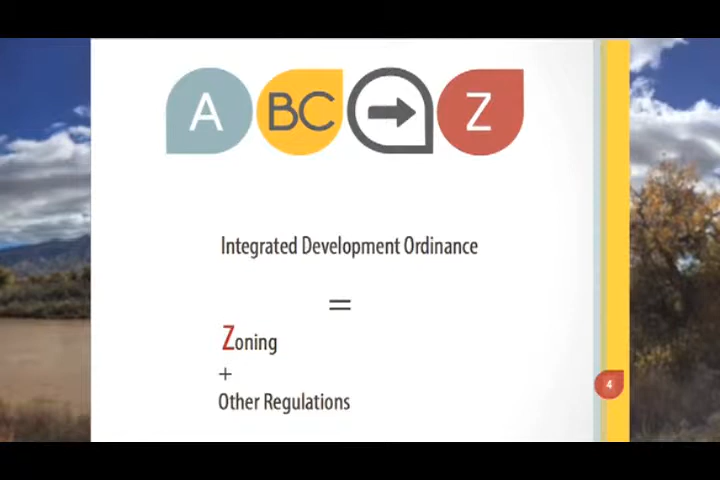 A BC Z
Integrated Development Ordinance
=
Zoning
+
Other Regulations
4